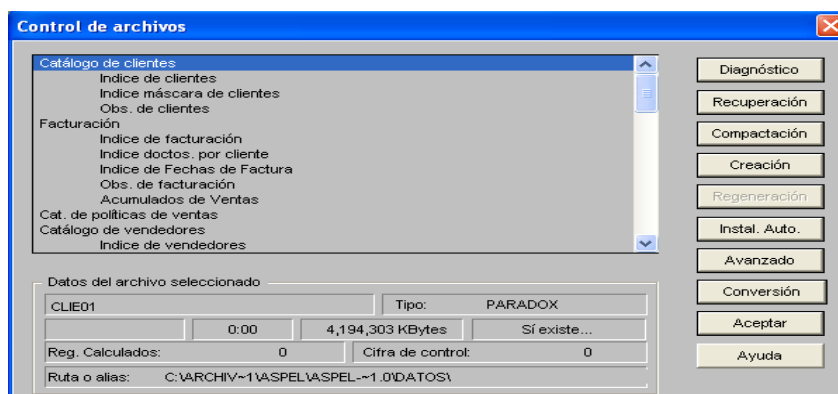 Control de archivos
Catálogo de clientes
Indice de clientes
Indice máscara de clientes
Obs. de clientes
Facturación
Indice de facturación
Indice doctos. por cliente
Indice de Fechas de Factura
Obs. de facturación
Acumulados de Ventas
Cat. de políticas de ventas
Catálogo de vendedores
Indice de vendedores
Diagnóstico
Recuperación
Compactación
Creación
Regeneración
Instal. Auto.
Avanzado
Conversión
Aceptar
Ayuda
Datos del archivo seleccionado
CLIE01 Tipo: PARADOX
0:00 4,194,303 KBytes Sí existe...
Reg. Calculados: 0 Cifra de control: 0
Ruta o alias: C:\ARCHIV~1\ASPEL\ASPEL-~1.0\DATOS\